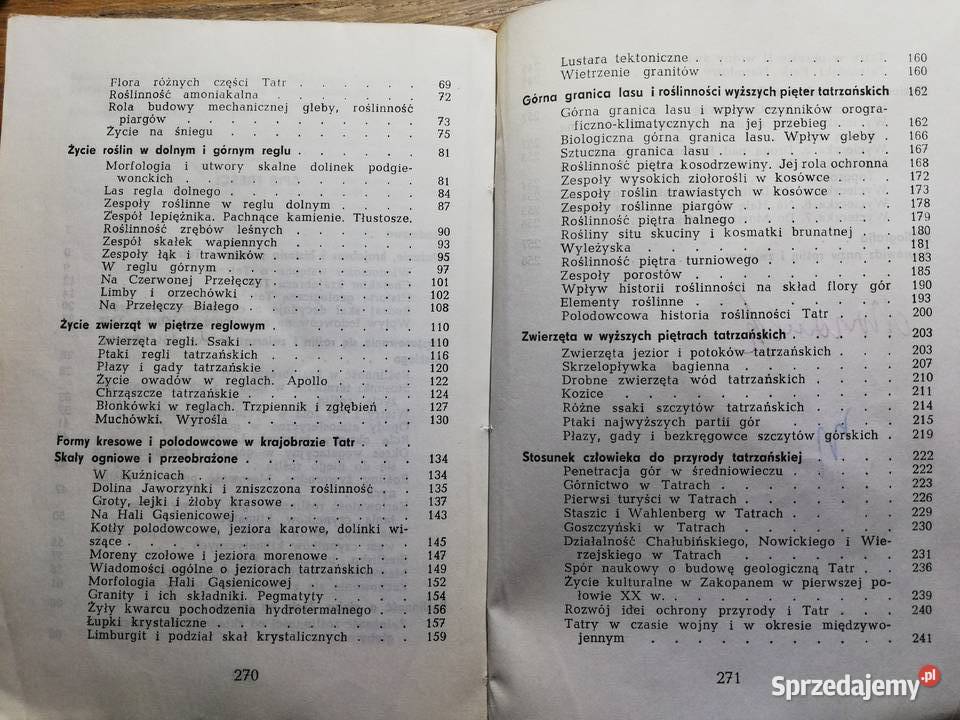 Flora różnych części Tatr . . . . . 69
Roślinność amoniakalna . . . . . 72
Rola budowy mechanicznej gleby, roślinność
piargów . . . . . 73
Życie na śniegu . . . . . 75
Życie roślin w dolnym i górnym reglu . . . . . 81
Morfologia i utwory skalne dolinek podgie-
wonckich . . . . . 81
Las regla dolnego . . . . . 84
Zespoły roślinne w reglu dolnym . . . . . 87
Zespół lepiężnika. Pachnące kamienie. Tłustosze.
Roślinność zrębów leśnych . . . . . 90
Zespół skałek wapiennych . . . . . 93
Zespoły łąk i trawników . . . . . 95
W reglu górnym . . . . . 97
Na Czerwonej Przełęczy . . . . . 101
Limby i orzechówki . . . . . 102
Na Przełęczy Białego . . . . . 108
Życie zwierząt w piętrze reglowym . . . . . 110
Zwierzęta regli. Ssaki . . . . . 110
Ptaki regli tatrzańskich . . . . . 116
Płazy i gady tatrzańskie . . . . . 120
Życie owadów w reglach. Apollo . . . . . 122
Chrząszcze tatrzańskie . . . . . 124
Błonkówki w reglach. Trzpiennik i zgłębień . . . 127
Muchówki. Wyrośla . . . . . 130
Formy kresowe i polodowcowe w krajobrazie Tatr . . .
Skały ogniowe i przeobrażone . . . . . 134
W Kuźnicach . . . . . 134
Dolina Jaworzynki i zniszczona roślinność . . . 135
Groty, lejki i żłoby krasowe . . . . . 137
Na Hali Gąsienicowej . . . . . 143
Kotły polodowcowe, jeziora karowe, dolinki wi-
szące . . . . . 145
Moreny czołowe i jeziora morenowe . . . . . 147
Wiadomości ogólne o jeziorach tatrzańskich . . . 149
Morfologia Hali Gąsienicowej . . . . . 152
Granity i ich składniki. Pegmatyty . . . . . 154
Żyły kwarcu pochodzenia hydrotermalnego . . . 156
Łupki krystaliczne . . . . . 157
Limburgit i podział skał krystalicznych . . . . 159
270
Lustara tektoniczne . . . . . 160
Wietrzenie granitów . . . . . 160
Górna granica lasu i roślinności wyższych pięter tatrzańskich 162
Górna granica lasu i wpływ czynników orogra-
ficzno-klimatycznych na jej przebieg . . . 162
Biologiczna górna granica lasu. Wpływ gleby . 166
Sztuczna granica lasu . . . . . 167
Roślinność piętra kosodrzewiny. Jej rola ochronna 168
Zespoły wysokich ziołorośli w kosówce . . . 172
Zespoły roślin trawiastych w kosówce . . . 173
Zespoły roślinne piargów . . . . . 178
Roślinność piętra halnego . . . . . 179
Rośliny situ skuciny i kosmatki brunatnej . . 180
Wyleżyska . . . . . 181
Roślinność piętra turniowego . . . . . 183
Zespoły porostów . . . . . 185
Wpływ historii roślinności na skład flory gór 190
Elementy roślinne . . . . . 193
Polodowcowa historia roślinności Tatr . . . 200
Zwierzęta w wyższych piętrach tatrzańskich . . . . 203
Zwierzęta jezior i potoków tatrzańskich . . . 203
Skrzelopływka bagienna . . . . . 207
Drobne zwierzęta wód tatrzańskich . . . . 210
Kozice . . . . . 211
Różne ssaki szczytów tatrzańskich . . . . 214
Ptaki najwyższych partii gór . . . . . 215
Płazy, gady i bezkręgowce szczytów górskich . 219
Stosunek człowieka do przyrody tatrzańskiej . . . . 222
Penetracja gór w średniowieczu . . . . . 222
Górnictwo w Tatrach . . . . . 223
Pierwsi turyści w Tatrach . . . . . 226
Staszic i Wahlenberg w Tatrach . . . . . 229
Goszczyński w Tatrach . . . . . 230
Działalność Chałubińskiego, Nowickiego i Wie-
rzejskiego w Tatrach . . . . . 231
Spór naukowy o budowę geologiczną Tatr . . 236
Życie kulturalne w Zakopanem w pierwszej po-
łowie XX w. . . . . . 239
Rozwój idei ochrony przyrody i Tatr . . . 240
Tatry w czasie wojny i w okresie międzywo-
jennym . . . . . 241
271
Sprzedajemy.pl